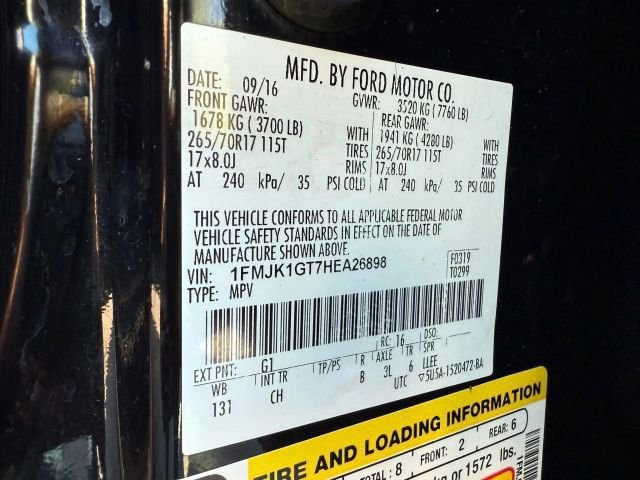 MFD. BY FORD MOTOR CO.
DATE: 09/16 GVWR: 3520 KG ( 7760 LB)
FRONT GAWR: REAR GAWR:
1678 KG ( 3700 LB) WITH 1941 KG ( 4280 LB) WITH
265/70R17 115T TIRES 265/70R17 115T TIRES
17x8.0J RIMS 17x8.0J RIMS
AT 240 kPa/ 35 PSI COLD AT 240 kPa/ 35 PSI COLD
THIS VEHICLE CONFORMS TO ALL APPLICABLE FEDERAL MOTOR
VEHICLE SAFETY STANDARDS IN EFFECT ON THE DATE OF
MANUFACTURE SHOWN ABOVE.
VIN: 1FMJK1GT7HEA26898 F0319
TYPE: MPV T0299
EXT PNT: G1 RC: 16 DSO:
WB INT TR TP/PS R AXLE TR SPR
131 CH B 3L 6 LLEE
UTC ▽5U5A-1520472-BA
TIRE AND LOADING INFORMATION
TOTAL: 8 FRONT: 2 REAR: 6
kg or 1572 lbs.